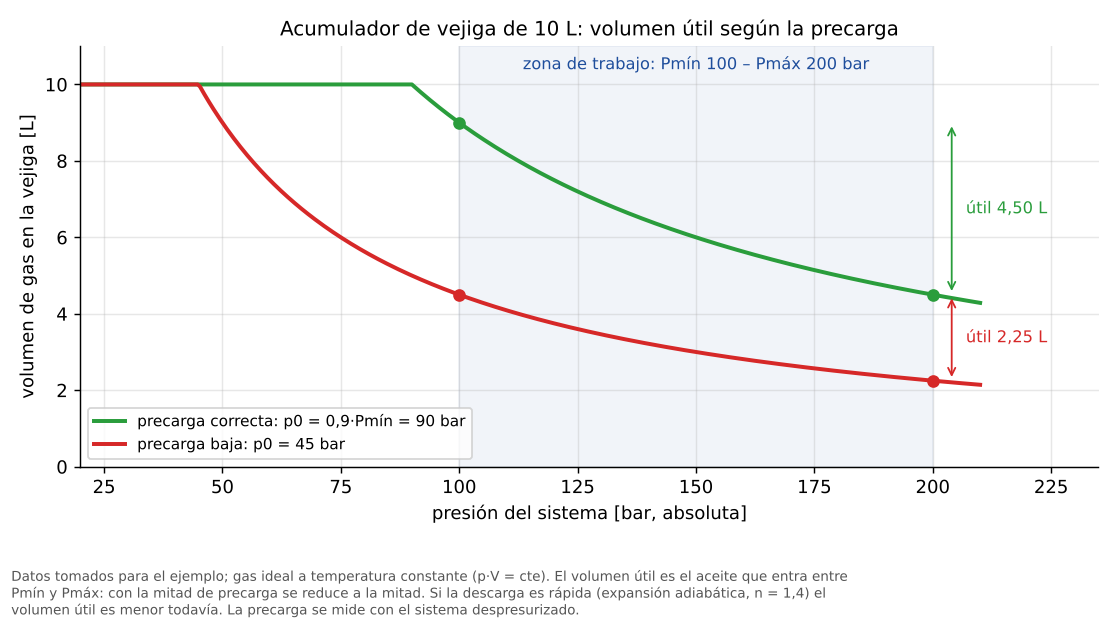 Acumulador de vejiga de 10 L: volumen útil según la precarga
zona de trabajo: Pmín 100 – Pmáx 200 bar
volumen de gas en la vejiga [L]
10
8
6
4
2
0
útil 4,50 L
útil 2,25 L
precarga correcta: p0 = 0,9·Pmín = 90 bar
precarga baja: p0 = 45 bar
25 50 75 100 125 150 175 200 225
presión del sistema [bar, absoluta]
Datos tomados para el ejemplo; gas ideal a temperatura constante (p·V = cte). El volumen útil es el aceite que entra entre
Pmín y Pmáx: con la mitad de precarga se reduce a la mitad. Si la descarga es rápida (expansión adiabática, n = 1,4) el
volumen útil es menor todavía. La precarga se mide con el sistema despresurizado.